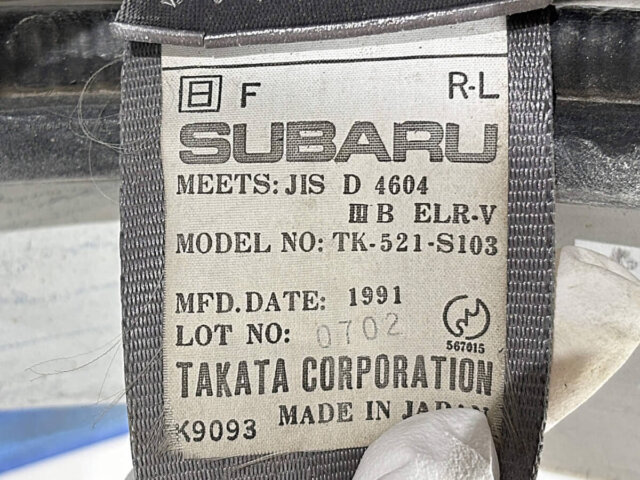 日 F R-L
SUBARU
MEETS: JIS D 4604
III B ELR-V
MODEL NO: TK-521-S103
MFD.DATE: 1991
LOT NO: 0702
567015
TAKATA CORPORATION
K9093 MADE IN JAPAN